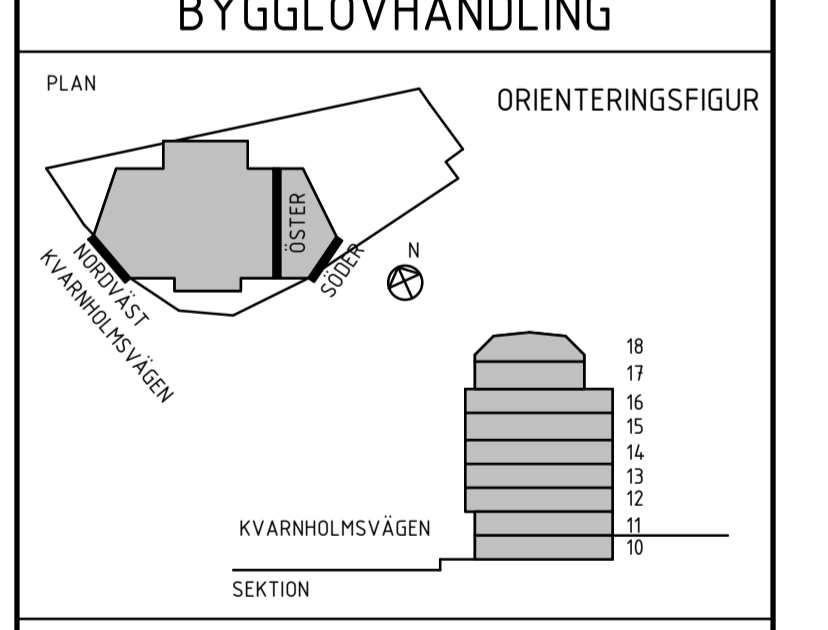 BYGGLOVHANDLING
PLAN
ORIENTERINGSFIGUR
ÖSTER
N
SÖDER
NORDVÄST
KVARNHOLMSVÄGEN
18
17
16
15
14
13
12
11
10
KVARNHOLMSVÄGEN
SEKTION